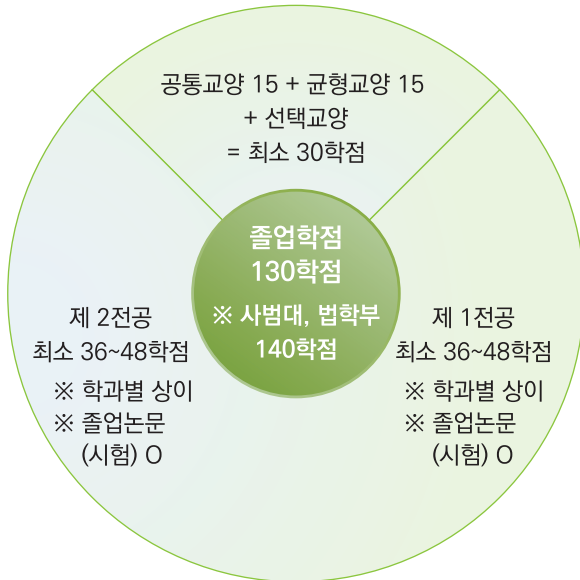 공통교양 15 + 균형교양 15
+ 선택교양
= 최소 30학점
졸업학점
130학점
※ 사범대, 법학부
140학점
제 2전공
최소 36~48학점
※ 학과별 상이
※ 졸업논문
(시험) O
제 1전공
최소 36~48학점
※ 학과별 상이
※ 졸업논문
(시험) O